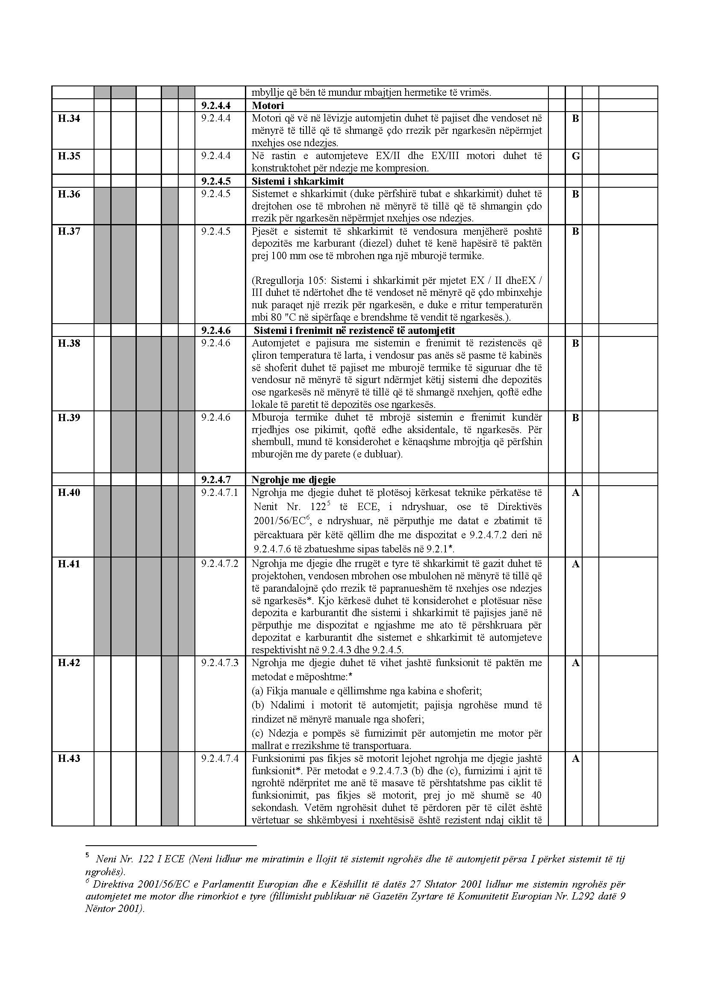 mbyllje që bën të mundur mbajtjen hermetike të vrimës.
9.2.4.4 Motori
H.34 9.2.4.4 Motori që vë në lëvizje automjetin duhet të pajiset dhe vendoset në B
mënyrë të tillë që të shmangë çdo rrezik për ngarkesën nëpërmjet
nxehjes ose ndezjes.
H.35 9.2.4.4 Në rastin e automjeteve EX/II dhe EX/III motori duhet të G
konstruktohet për ndezje me kompresion.
9.2.4.5 Sistemi i shkarkimit
H.36 9.2.4.5 Sistemet e shkarkimit (duke përfshirë tubat e shkarkimit) duhet të B
drejtohen ose të mbrohen në mënyrë të tillë që të shmangin çdo
rrezik për ngarkesën nëpërmjet nxehjes ose ndezjes.
H.37 9.2.4.5 Pjesët e sistemit të shkarkimit të vendosura menjëherë poshtë B
depozitës me karburant (diezel) duhet të kenë hapësirë të paktën
prej 100 mm ose të mbrohen nga një mburojë termike.
(Rregullorja 105: Sistemi i shkarkimit për mjetet EX / II dheEX /
III duhet të ndërtohet dhe të vendoset në mënyrë që çdo mbinxehje
nuk paraqet një rrezik për ngarkesën, e duke e rritur temperaturën
mbi 80 "C në sipërfaqe e brendshme të vendit të ngarkesës.).
9.2.4.6 Sistemi i frenimit në rezistencë të automjetit
H.38 9.2.4.6 Automjetet e pajisura me sistemin e frenimit të rezistencës që B
çliron temperatura të larta, i vendosur pas anës së pasme të kabinës
së shoferit duhet të pajiset me mburojë termike të siguruar dhe të
vendosur në mënyrë të sigurt ndërmjet këtij sistemi dhe depozitës
ose ngarkesës në mënyrë të tillë që të shmangë nxehjen, qoftë edhe
lokale të paretit të depozitës ose ngarkesës.
H.39 9.2.4.6 Mburoja termike duhet të mbrojë sistemin e frenimit kundër B
rrjedhjes ose pikimit, qoftë edhe aksidentale, të ngarkesës. Për
shembull, mund të konsiderohet e kënaqshme mbrojtja që përfshin
mburojën me dy parete (e dubluar).
9.2.4.7 Ngrohje me djegie
H.40 9.2.4.7.1 Ngrohja me djegie duhet të plotësoj kërkesat teknike përkatëse të A
Nenit Nr. 122⁵ të ECE, i ndryshuar, ose të Direktivës
2001/56/EC⁶, e ndryshuar, në përputhje me datat e zbatimit të
përcaktuara për këtë qëllim dhe me dispozitat e 9.2.4.7.2 deri në
9.2.4.7.6 të zbatueshme sipas tabelës në 9.2.1*.
H.41 9.2.4.7.2 Ngrohja me djegie dhe rrugët e tyre të shkarkimit të gazit duhet të A
projektohen, vendosen mbrohen ose mbulohen në mënyrë të tillë që
të parandalojnë çdo rrezik të papranueshëm të nxehjes ose ndezjes
së ngarkesës*. Kjo kërkesë duhet të konsiderohet e plotësuar nëse
depozita e karburantit dhe sistemi i shkarkimit të pajisjes janë në
përputhje me dispozitat e ngjashme me ato të përshkruara për
depozitat e karburantit dhe sistemet e shkarkimit të automjeteve
respektivisht në 9.2.4.3 dhe 9.2.4.5.
H.42 9.2.4.7.3 Ngrohja me djegie duhet të vihet jashtë funksionit të paktën me A
metodat e mëposhtme:*
(a) Fikja manuale e qëllimshme nga kabina e shoferit;
(b) Ndalimi i motorit të automjetit; pajisja ngrohëse mund të
rindizet në mënyrë manuale nga shoferi;
(c) Ndezja e pompës së furnizimit për automjetin me motor për
mallrat e rrezikshme të transportuara.
H.43 9.2.4.7.4 Funksionimi pas fikjes së motorit lejohet ngrohja me djegie jashtë A
funksionit*. Për metodat e 9.2.4.7.3 (b) dhe (c), furnizimi i ajrit të
ngrohtë ndërpritet me anë të masave të përshtatshme pas ciklit të
funksionimit, pas fikjes së motorit, prej jo më shumë se 40
sekondash. Vetëm ngrohësit duhet të përdoren për të cilët është
vërtetuar se shkëmbyesi i nxehtësisë është rezistent ndaj ciklit të
⁵ Neni Nr. 122 I ECE (Neni lidhur me miratimin e llojit të sistemit ngrohës dhe të automjetit përsa I përket sistemit të tij
ngrohës).
⁶ Direktiva 2001/56/EC e Parlamentit Europian dhe e Këshillit të datës 27 Shtator 2001 lidhur me sistemin ngrohës për
automjetet me motor dhe rimorkiot e tyre (fillimisht publikuar në Gazetën Zyrtare të Komunitetit Europian Nr. L292 datë 9
Nëntor 2001).